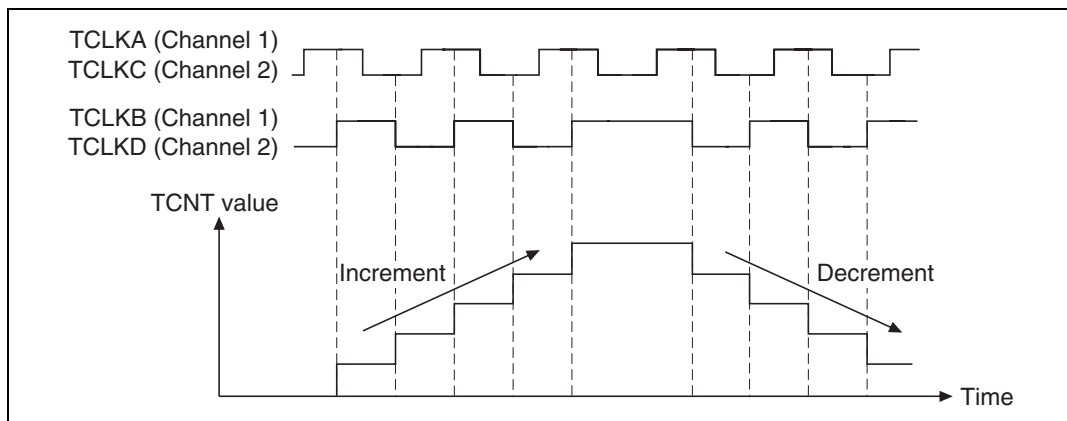 TCLKA (Channel 1)
TCLKC (Channel 2)
TCLKB (Channel 1)
TCLKD (Channel 2)
TCNT value
Increment
Decrement
Time